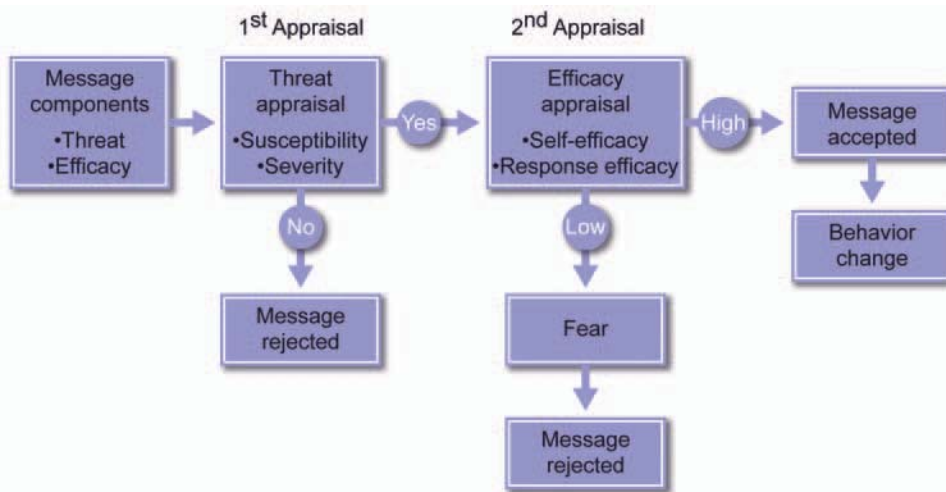 1st Appraisal
2nd Appraisal
Message
components
•Threat
•Efficacy
Threat
appraisal
•Susceptibility
•Severity
Yes
Efficacy
appraisal
•Self-efficacy
•Response efficacy
High
Message
accepted
Behavior
change
No
Message
rejected
Low
Fear
Message
rejected